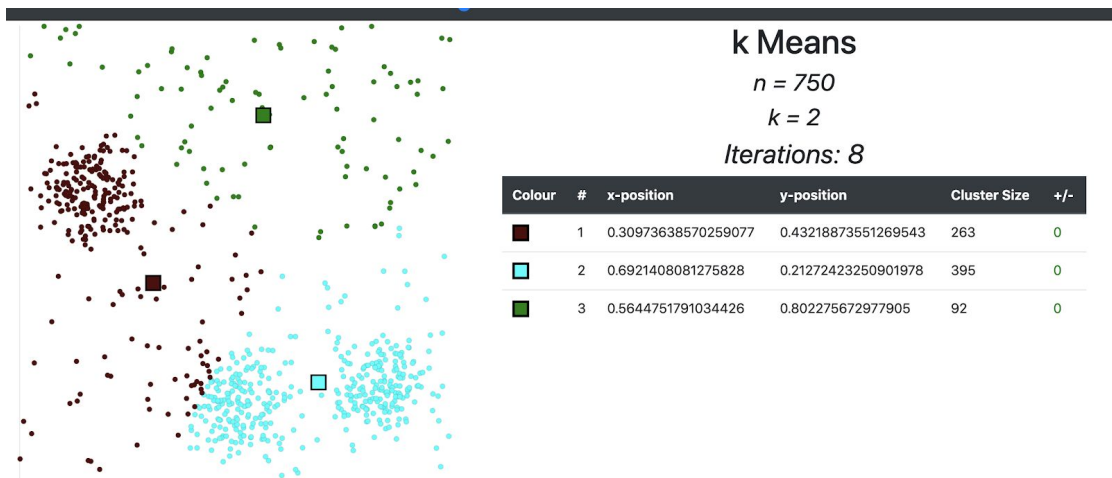 k Means
n = 750
k = 2
Iterations: 8
Colour # x-position y-position Cluster Size +/-
1 0.30973638570259077 0.43218873551269543 263 0
2 0.6921408081275828 0.21272423250901978 395 0
3 0.5644751791034426 0.802275672977905 92 0